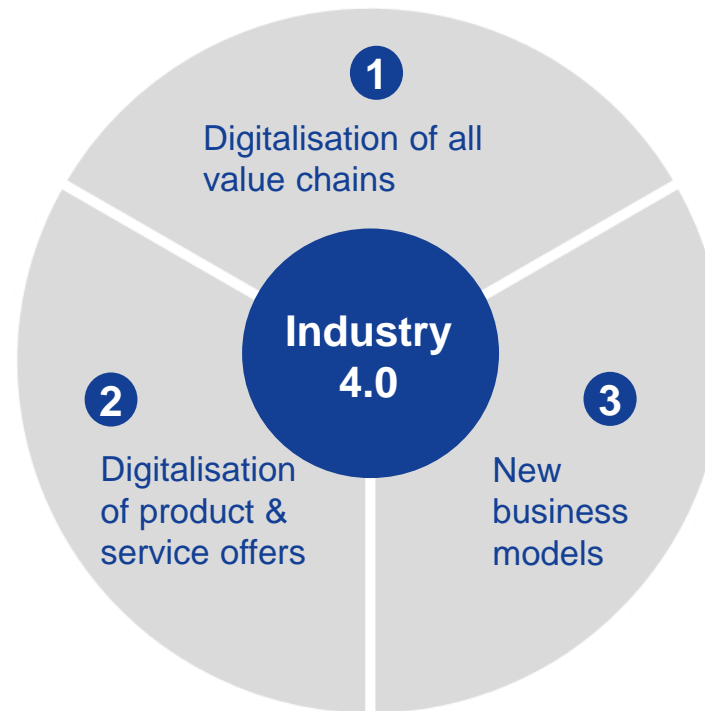 1
Digitalisation of all
value chains
Industry
4.0
2
Digitalisation
of product &
service offers
3
New
business
models